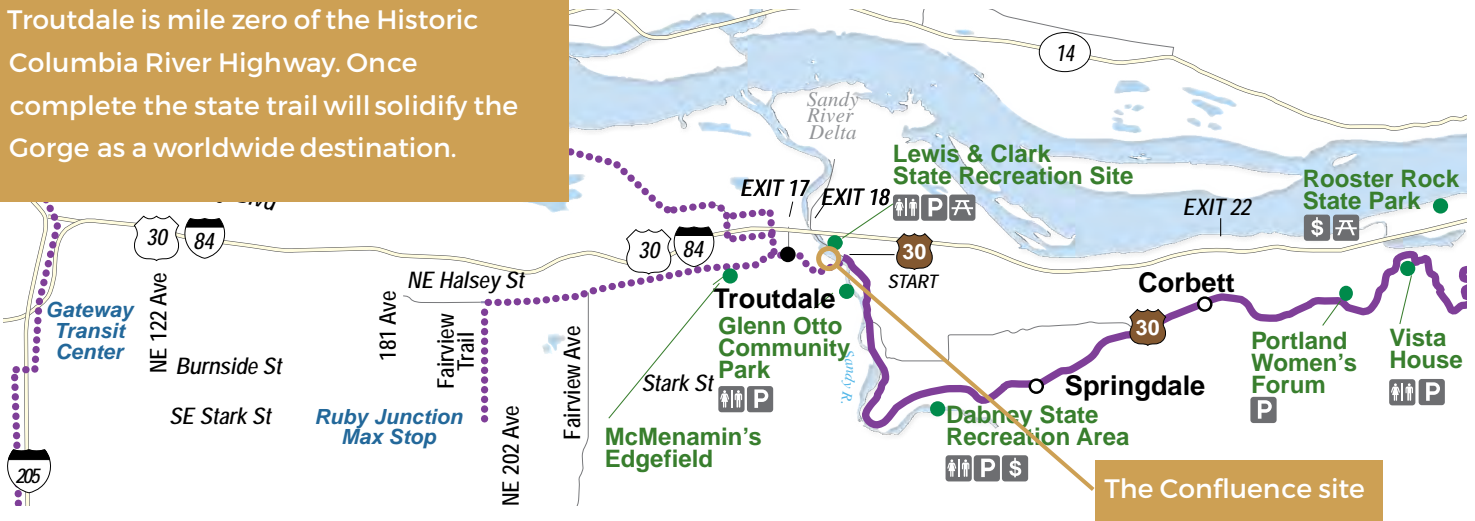 Troutdale is mile zero of the Historic
Columbia River Highway. Once
complete the state trail will solidify the
Gorge as a worldwide destination.
14
Sandy
River
Delta
Lewis & Clark
State Recreation Site
P
EXIT 17
EXIT 18
EXIT 22
Rooster Rock
State Park
$
30
84
30
84
30
START
NE Halsey St
Troutdale
Corbett
Gateway
Transit
Center
NE 122 Ave
181 Ave
Fairview
Trail
Fairview Ave
Glenn Otto
Community
Park
P
Sandy R.
30
Portland
Women's
Forum
P
Vista
House
P
Burnside St
Stark St
Springdale
SE Stark St
Ruby Junction
Max Stop
NE 202 Ave
McMenamin's
Edgefield
Dabney State
Recreation Area
P
$
205
The Confluence site